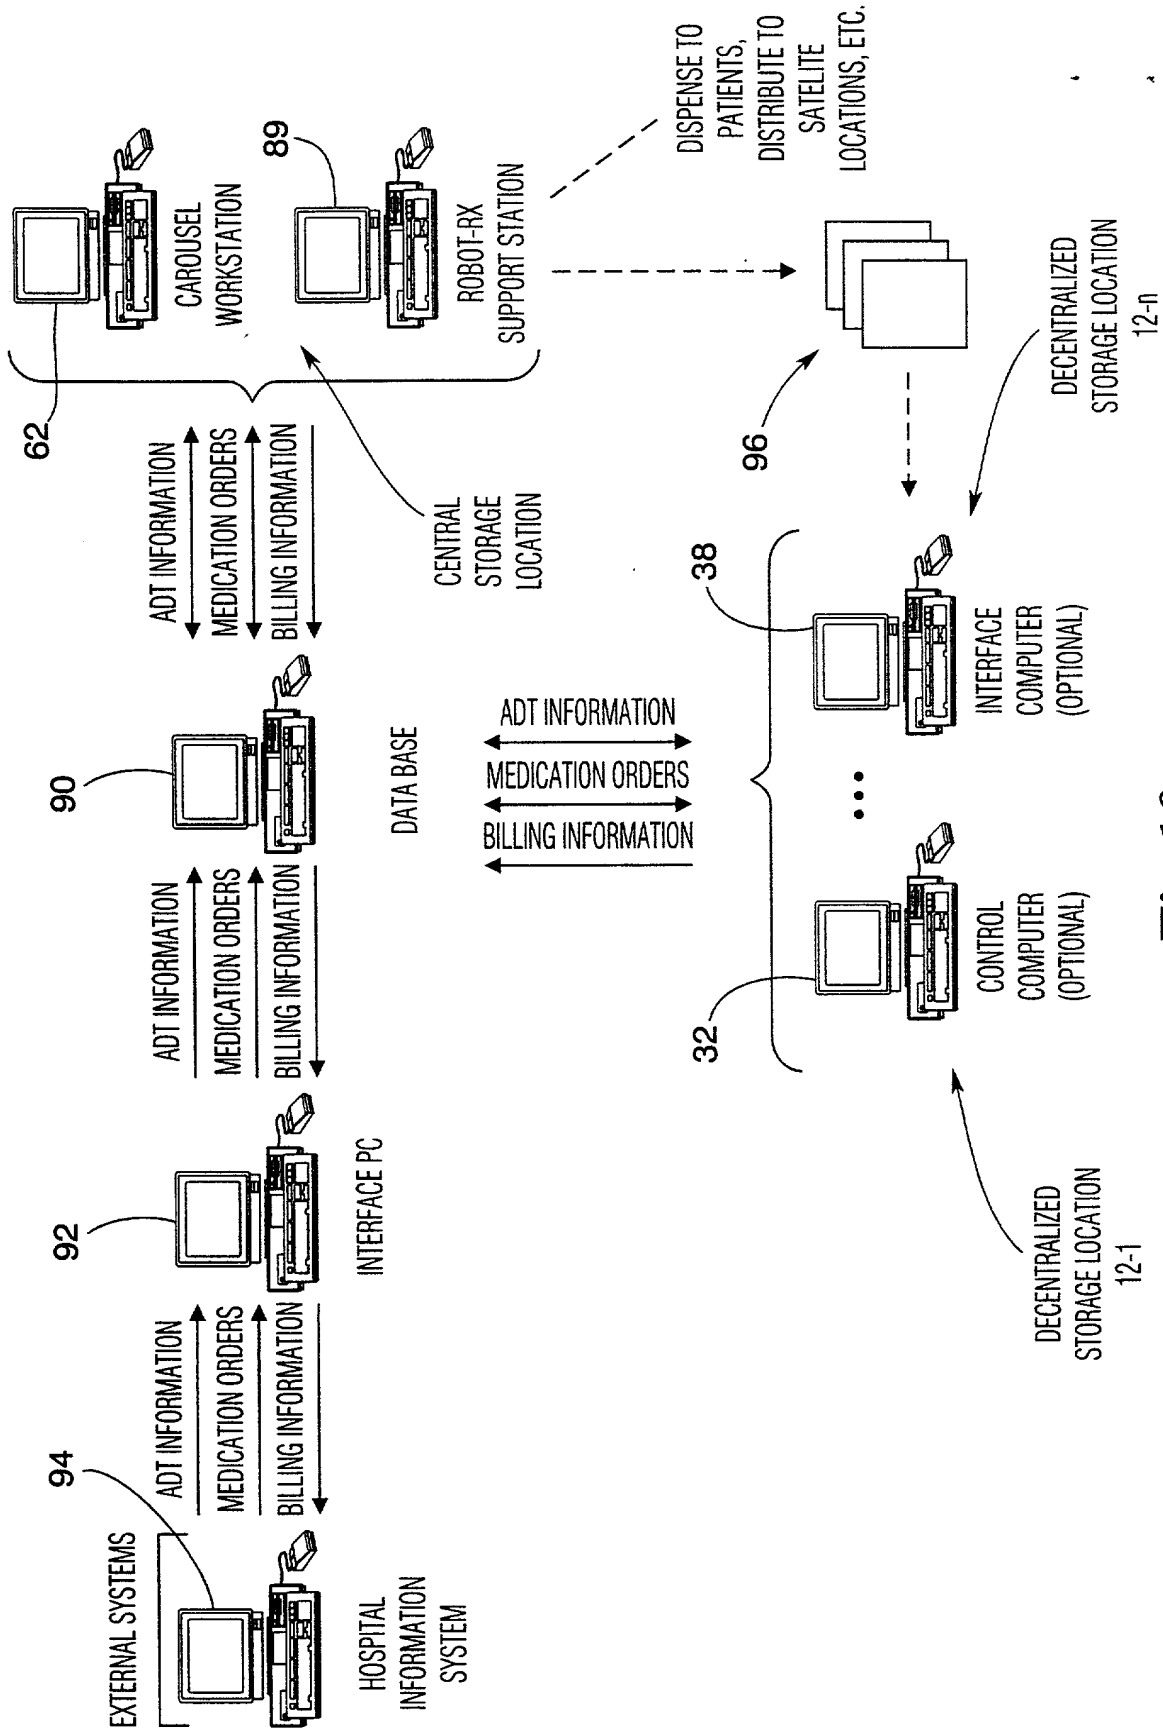 EXTERNAL SYSTEMS
94
HOSPITAL
INFORMATION
SYSTEM
ADT INFORMATION
MEDICATION ORDERS
BILLING INFORMATION
92
INTERFACE PC
ADT INFORMATION
MEDICATION ORDERS
BILLING INFORMATION
90
DATA BASE
ADT INFORMATION
MEDICATION ORDERS
BILLING INFORMATION
62
CAROUSEL
WORKSTATION
89
ROBOT-RX
SUPPORT STATION
CENTRAL
STORAGE
LOCATION
ADT INFORMATION
MEDICATION ORDERS
BILLING INFORMATION
DISPENSE TO
PATIENTS,
DISTRIBUTE TO
SATELITE
LOCATIONS, ETC.
96
32
CONTROL
COMPUTER
(OPTIONAL)
38
INTERFACE
COMPUTER
(OPTIONAL)
DECENTRALIZED
STORAGE LOCATION
12-1
DECENTRALIZED
STORAGE LOCATION
12-n